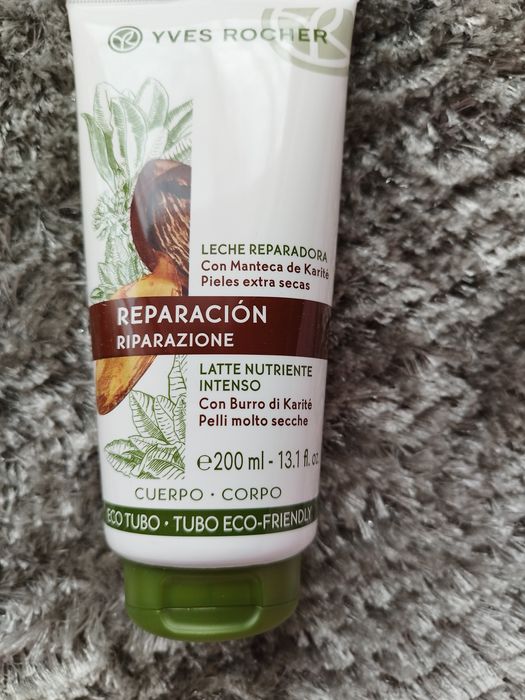 YVES ROCHER
LECHE REPARADORA
Con Manteca de Karité
Pieles extra secas
REPARACIÓN
RIPARAZIONE
LATTE NUTRIENTE
INTENSO
Con Burro di Karité
Pelli molto secche
℮200 ml - 13.1 fl. oz.
CUERPO • CORPO
ECO TUBO • TUBO ECO-FRIENDLY